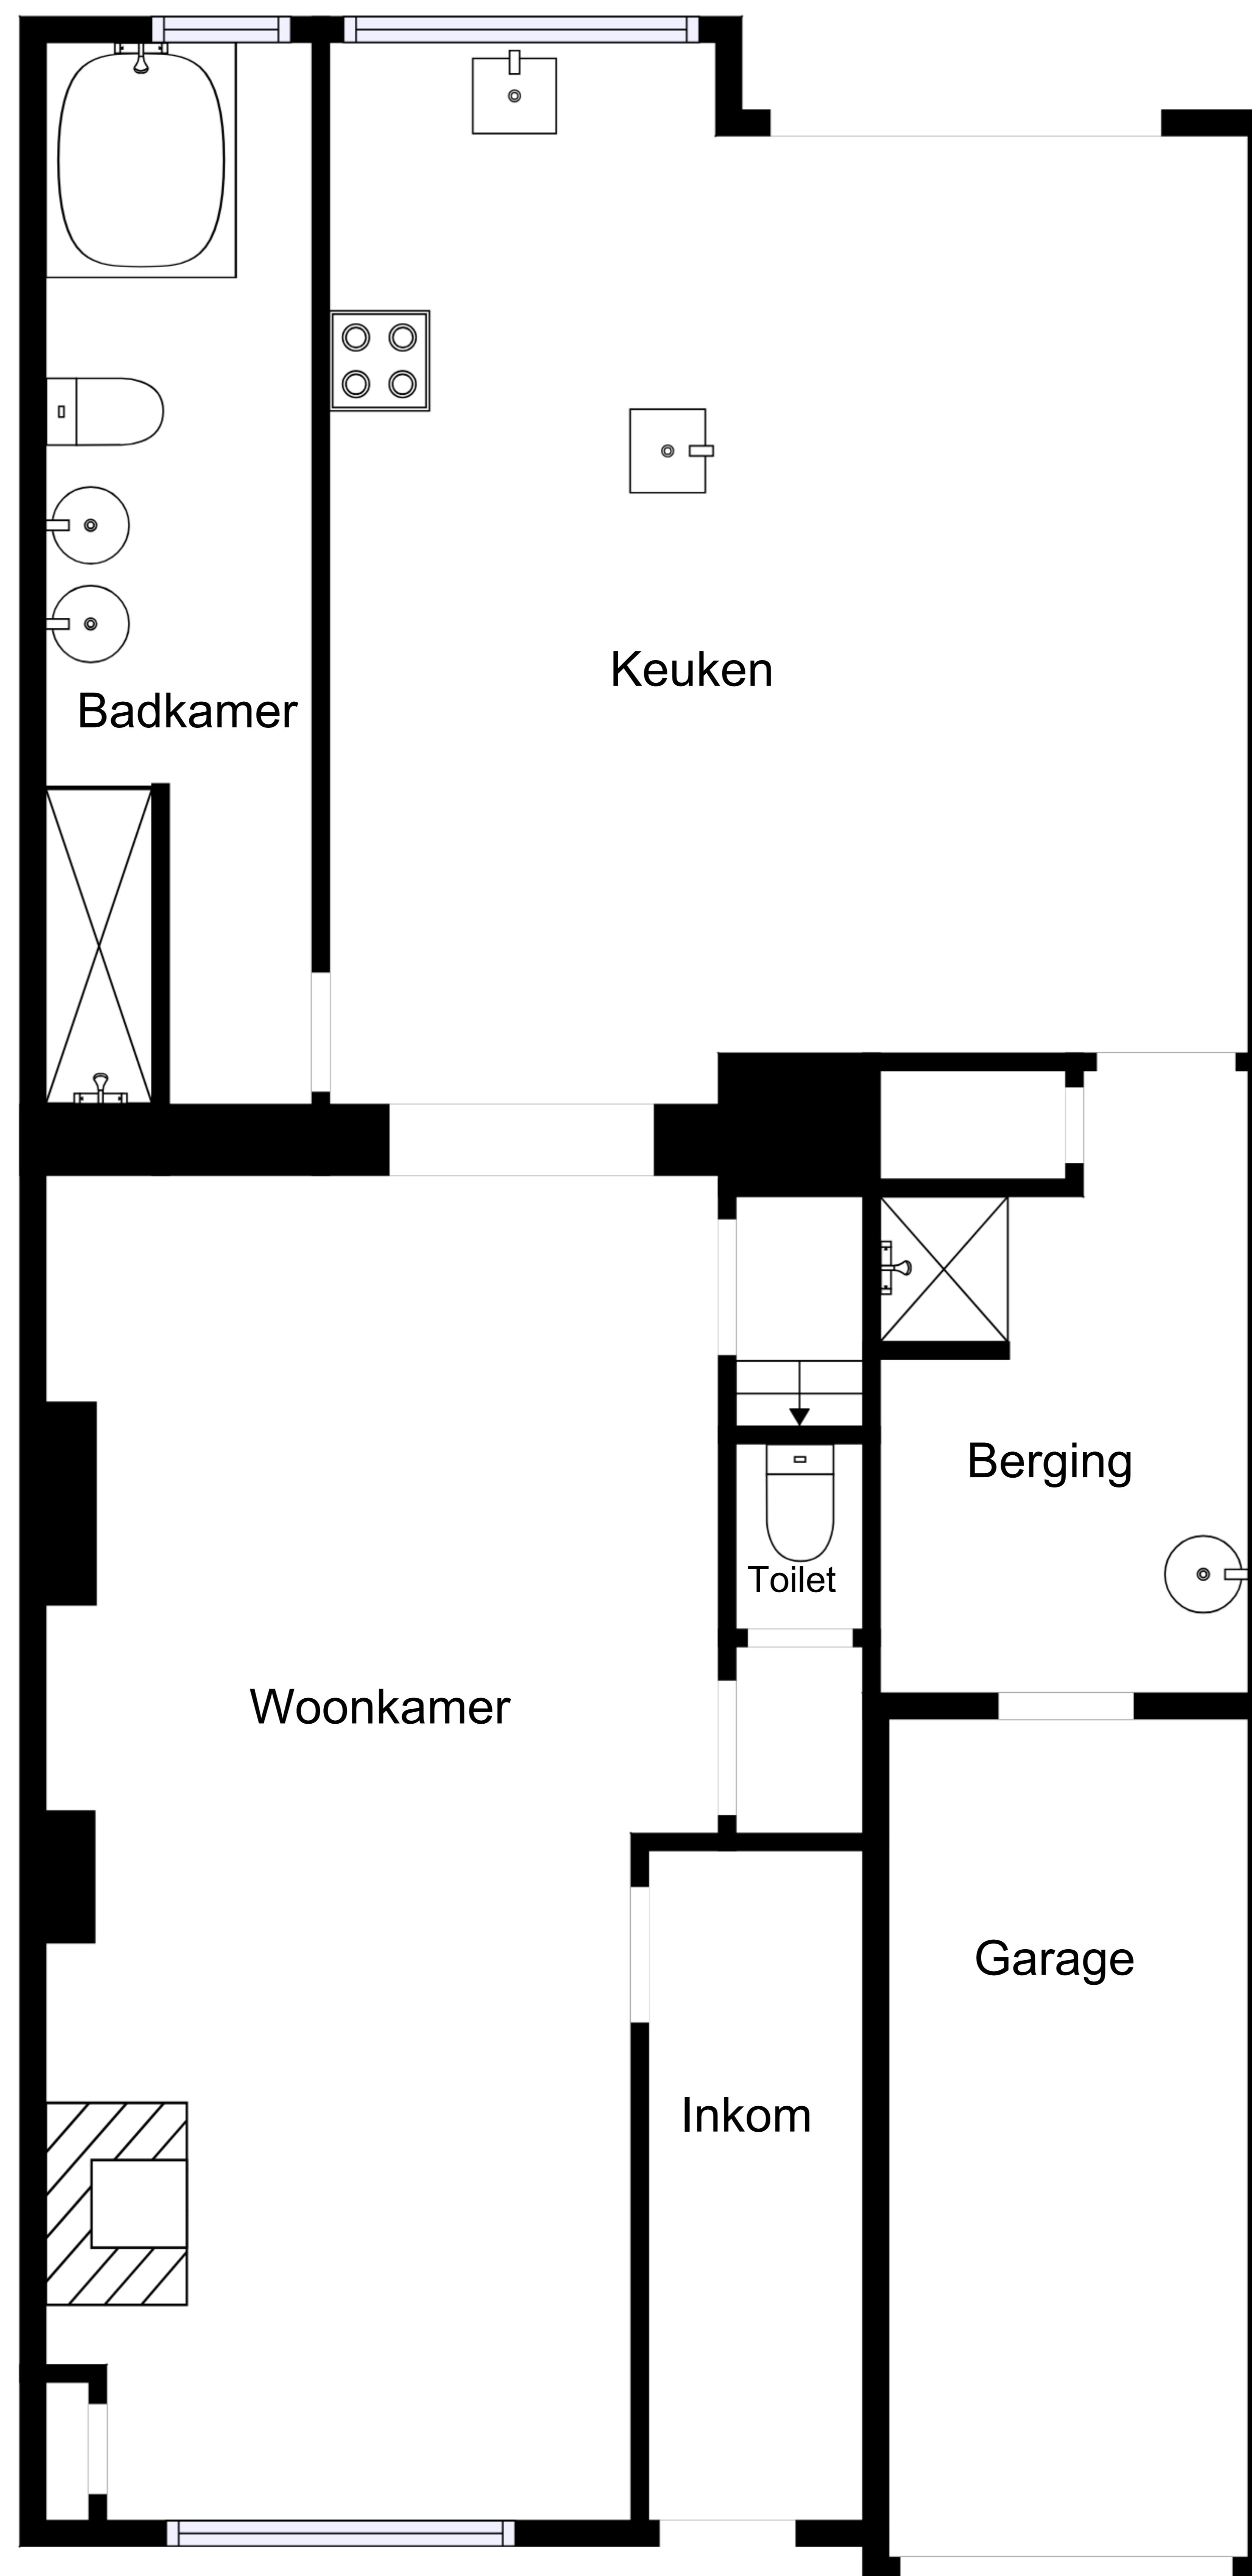 Keuken
Badkamer
Berging
Toilet
Woonkamer
Garage
Inkom